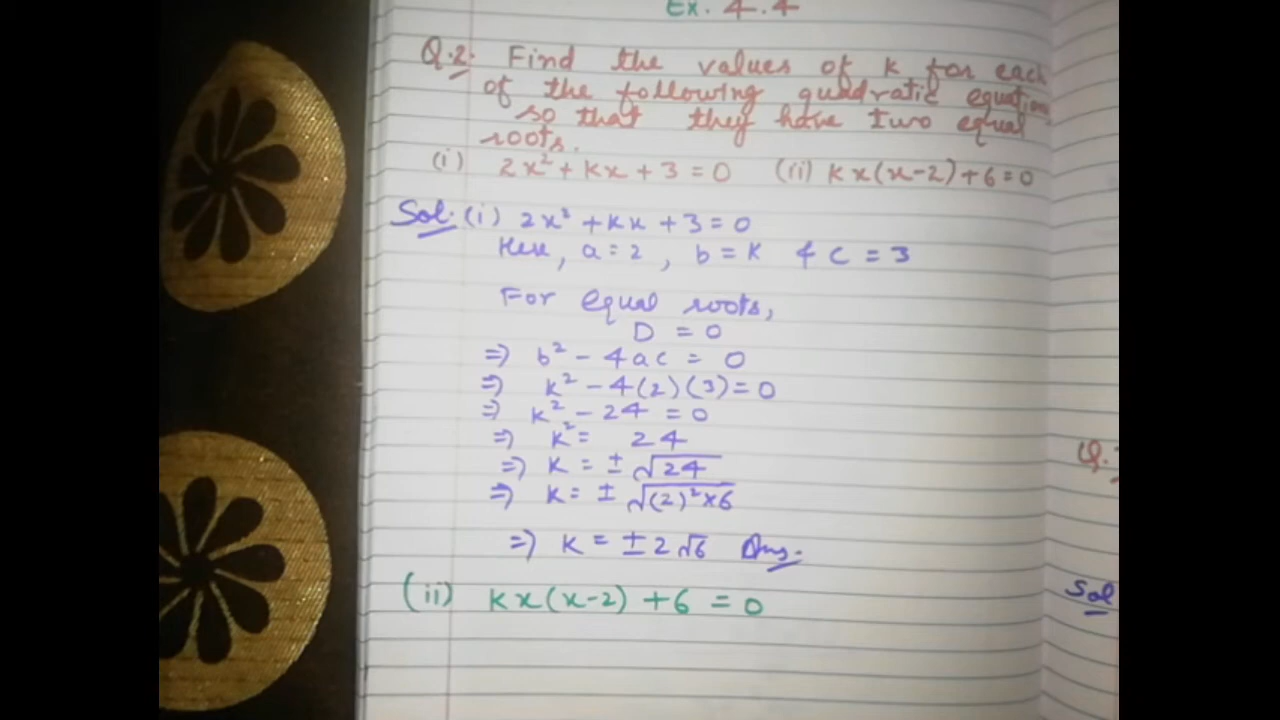 Ex. 4.4
Q.2. Find the values of k for each
of the following quadratic equations
so that they have two equal
roots.
(i) 2x² + kx + 3 = 0 (ii) kx(x-2) + 6 = 0
Sol. (i) 2x² + kx + 3 = 0
Here, a = 2, b = k & c = 3
For equal roots,
D = 0
⇒ b² - 4ac = 0
⇒ k² - 4(2)(3) = 0
⇒ k² - 24 = 0
⇒ k² = 24
⇒ k = ± √24
⇒ k = ± √(2)² × 6
⇒ k = ± 2√6 Ans.
(ii) kx(x-2) + 6 = 0
Q.
Sol